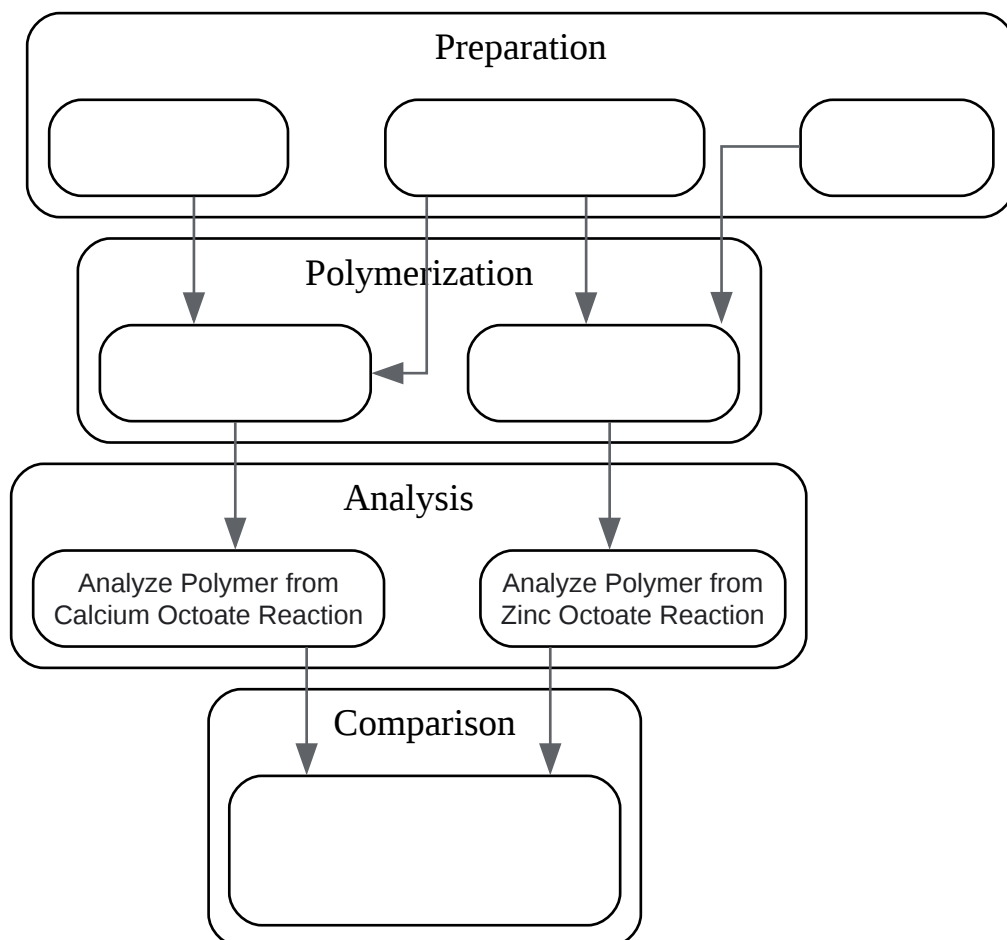 Preparation
Polymerization
Analysis
Analyze Polymer from
Calcium Octoate Reaction
Analyze Polymer from
Zinc Octoate Reaction
Comparison